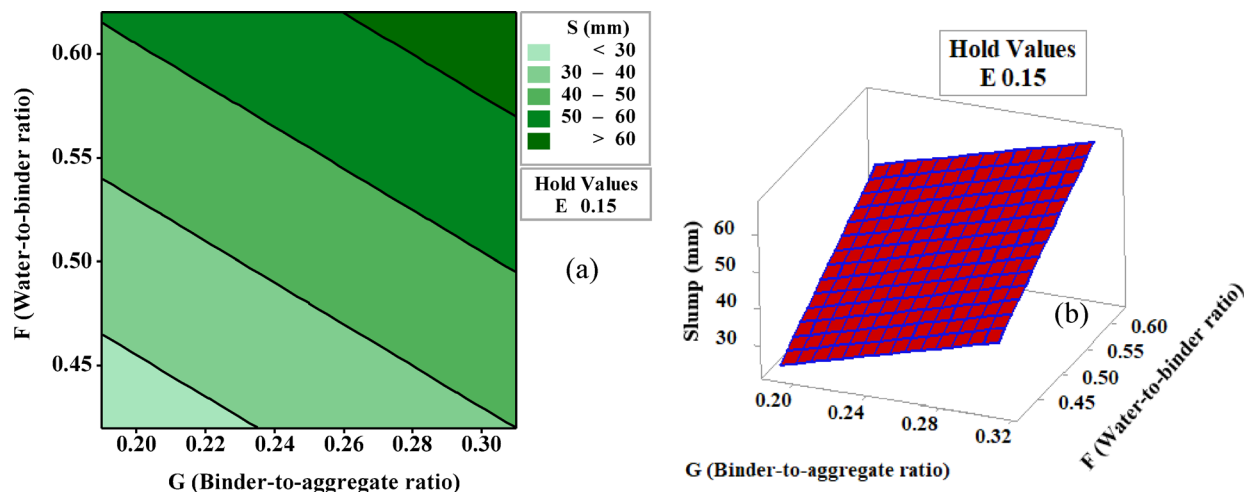 F (Water-to-binder ratio)
0.60
0.55
0.50
0.45
0.20 0.22 0.24 0.26 0.28 0.30
G (Binder-to-aggregate ratio)
S (mm)
< 30
30 – 40
40 – 50
50 – 60
> 60
Hold Values
E 0.15
(a)
Hold Values
E 0.15
Slump (mm)
60
50
40
30
(b)
0.20
0.24
0.28
0.32
0.60
0.55
0.50
0.45
G (Binder-to-aggregate ratio)
F (Water-to-binder ratio)